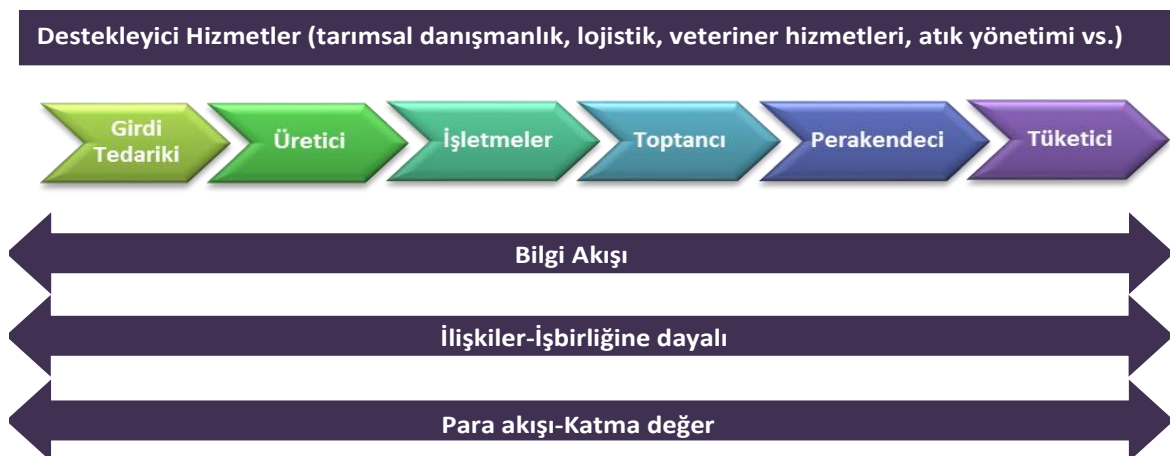 Destekleyici Hizmetler (tarımsal danışmanlık, lojistik, veteriner hizmetleri, atık yönetimi vs.)
Girdi
Tedariki
Üretici
İşletmeler
Toptancı
Perakendeci
Tüketici
Bilgi Akışı
İlişkiler-İşbirliğine dayalı
Para akışı-Katma değer